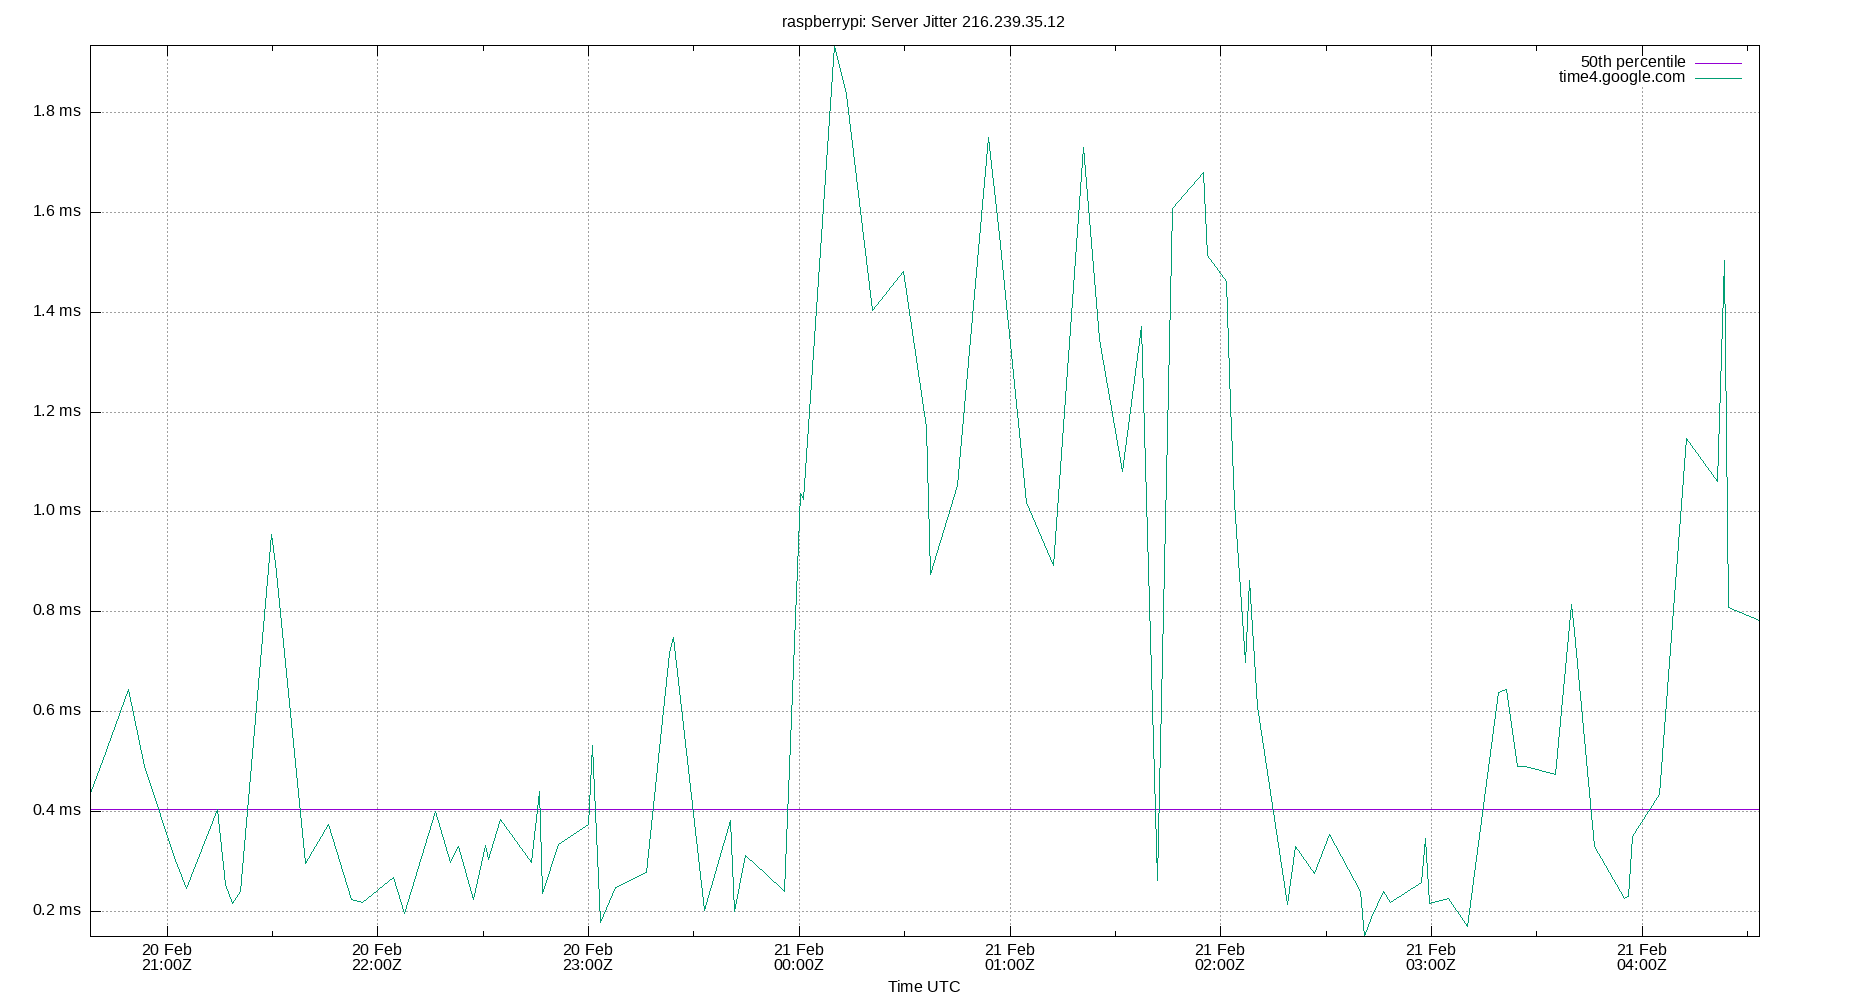 raspberrypi: Server Jitter 216.239.35.12
50th percentile
time4.google.com
1.8 ms
1.6 ms
1.4 ms
1.2 ms
1.0 ms
0.8 ms
0.6 ms
0.4 ms
0.2 ms
20 Feb 20 Feb 20 Feb 21 Feb 21 Feb 21 Feb 21 Feb 21 Feb
21:00Z 22:00Z 23:00Z 00:00Z 01:00Z 02:00Z 03:00Z 04:00Z
Time UTC